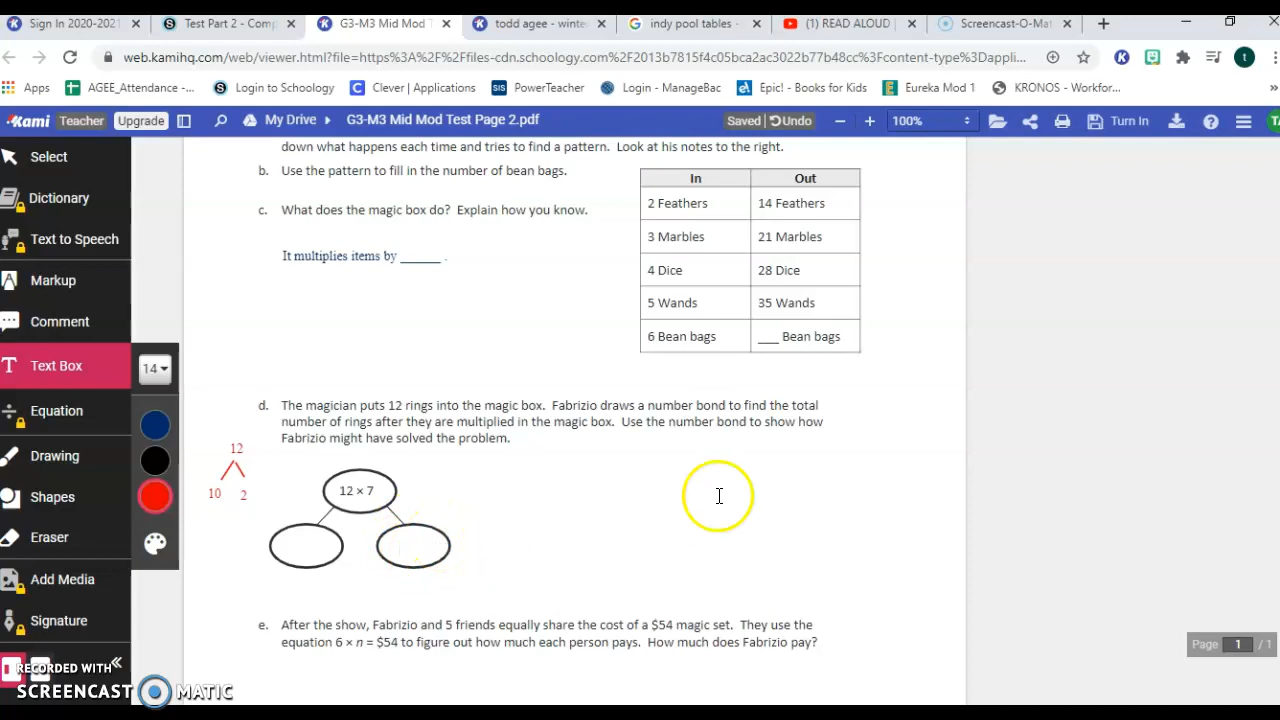 Sign In 2020-2021 Test Part 2 - Comp G3-M3 Mid Mod T todd agee - winte indy pool tables - (1) READ ALOUD Screencast-O-Ma
web.kamihq.com/web/viewer.html?file=https%3A%2F%2Ffiles-cdn.schoology.com%2F2013b7815f4c05bca2ac3022b77b48cc%3Fcontent-type%3Dappli...
Apps AGEE_Attendance -... Login to Schoology Clever | Applications PowerTeacher Login - ManageBac Epic! - Books for Kids Eureka Mod 1 KRONOS - Workfor...
Kami Teacher Upgrade My Drive G3-M3 Mid Mod Test Page 2.pdf Saved Undo 100% Turn In TA
Select
Dictionary
Text to Speech
Markup
Comment
Text Box
14
Equation
Drawing
Shapes
Eraser
Add Media
Signature
down what happens each time and tries to find a pattern. Look at his notes to the right.
b. Use the pattern to fill in the number of bean bags.
c. What does the magic box do? Explain how you know.
It multiplies items by ______ .
In Out
2 Feathers 14 Feathers
3 Marbles 21 Marbles
4 Dice 28 Dice
5 Wands 35 Wands
6 Bean bags ___ Bean bags
d. The magician puts 12 rings into the magic box. Fabrizio draws a number bond to find the total
number of rings after they are multiplied in the magic box. Use the number bond to show how
Fabrizio might have solved the problem.
12
10 2
12 × 7
e. After the show, Fabrizio and 5 friends equally share the cost of a $54 magic set. They use the
equation 6 × n = $54 to figure out how much each person pays. How much does Fabrizio pay?
Page 1 / 1
RECORDED WITH
SCREENCAST MATIC